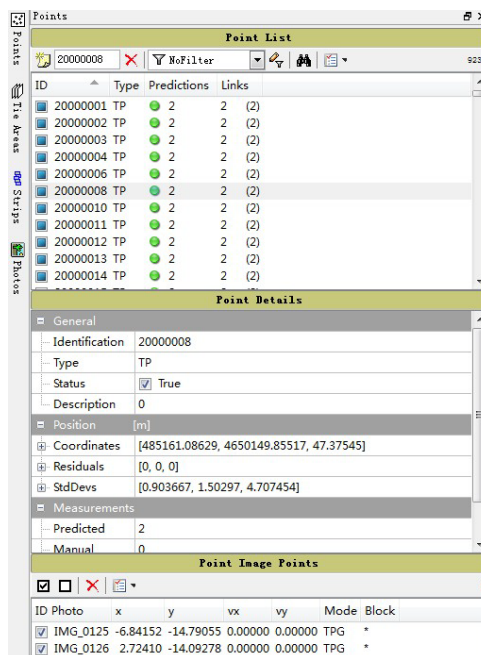 Points
Point List
20000008 NoFilter 923
ID Type Predictions Links
20000001 TP 2 2 (2)
20000002 TP 2 2 (2)
20000003 TP 2 2 (2)
20000004 TP 2 2 (2)
20000006 TP 2 2 (2)
20000008 TP 2 2 (2)
20000010 TP 2 2 (2)
20000011 TP 2 2 (2)
20000012 TP 2 2 (2)
20000013 TP 2 2 (2)
20000014 TP 2 2 (2)
Point Details
General
Identification 20000008
Type TP
Status True
Description 0
Position [m]
Coordinates [485161.08629, 4650149.85517, 47.37545]
Residuals [0, 0, 0]
StdDevs [0.903667, 1.50297, 4.707454]
Measurements
Predicted 2
Manual 0
Point Image Points
ID Photo x y vx vy Mode Block
IMG_0125 -6.84152 -14.79055 0.00000 0.00000 TPG *
IMG_0126 2.72410 -14.09278 0.00000 0.00000 TPG *
Points
Tie Areas
Strips
Photos